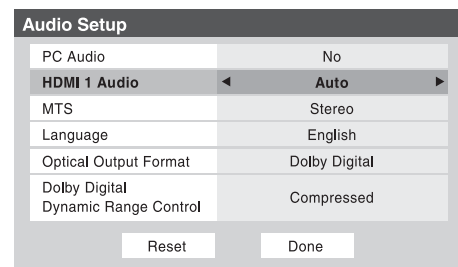 Audio Setup
PC Audio No
HDMI 1 Audio ◄ Auto ►
MTS Stereo
Language English
Optical Output Format Dolby Digital
Dolby Digital
Dynamic Range Control Compressed
Reset Done